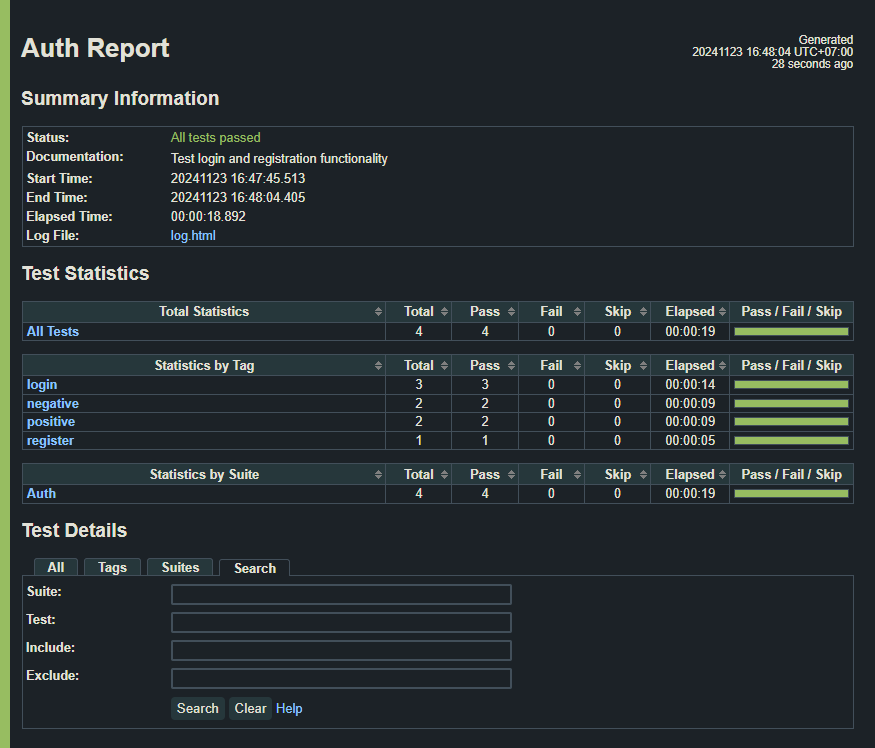 Auth Report
Generated
20241123 16:48:04 UTC+07:00
28 seconds ago
Summary Information
Status: All tests passed
Documentation: Test login and registration functionality
Start Time: 20241123 16:47:45.513
End Time: 20241123 16:48:04.405
Elapsed Time: 00:00:18.892
Log File: log.html
Test Statistics
Total Statistics Total Pass Fail Skip Elapsed Pass / Fail / Skip
All Tests 4 4 0 0 00:00:19
Statistics by Tag Total Pass Fail Skip Elapsed Pass / Fail / Skip
login 3 3 0 0 00:00:14
negative 2 2 0 0 00:00:09
positive 2 2 0 0 00:00:09
register 1 1 0 0 00:00:05
Statistics by Suite Total Pass Fail Skip Elapsed Pass / Fail / Skip
Auth 4 4 0 0 00:00:19
Test Details
All Tags Suites Search
Suite:
Test:
Include:
Exclude:
Search Clear Help